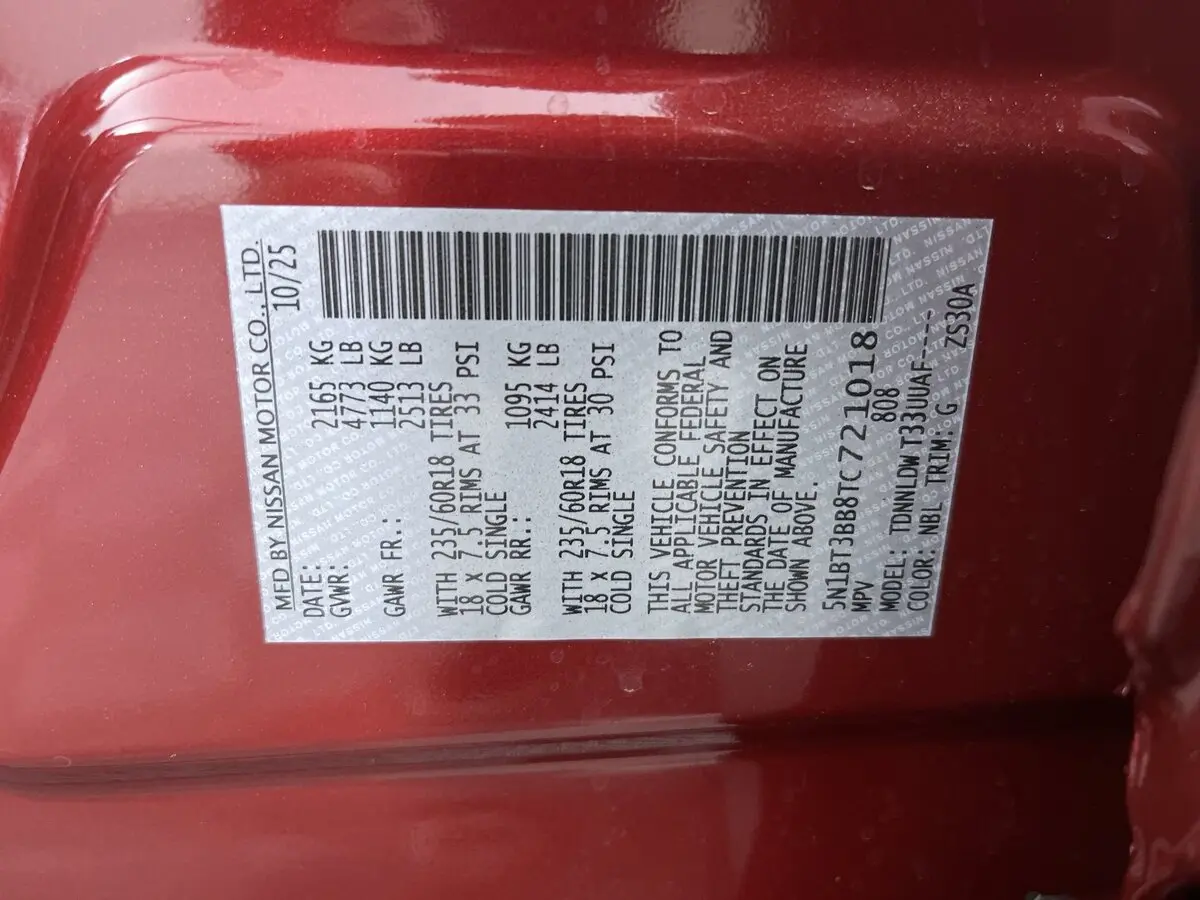 MFD BY NISSAN MOTOR CO., LTD.
DATE: 10/25
GVWR: 2165 KG
4773 LB
GAWR FR.: 1140 KG
2513 LB
WITH 235/60R18 TIRES
18 X 7.5 RIMS AT 33 PSI
COLD SINGLE
GAWR RR.: 1095 KG
2414 LB
WITH 235/60R18 TIRES
18 X 7.5 RIMS AT 30 PSI
COLD SINGLE
THIS VEHICLE CONFORMS TO
ALL APPLICABLE FEDERAL
MOTOR VEHICLE SAFETY AND
THEFT PREVENTION
STANDARDS IN EFFECT ON
THE DATE OF MANUFACTURE
SHOWN ABOVE.
5N1BT3BB8TC721018
MPV 808
MODEL: TDNNLDW T33UUAF----
COLOR: NBL TRIM: G ZS30A